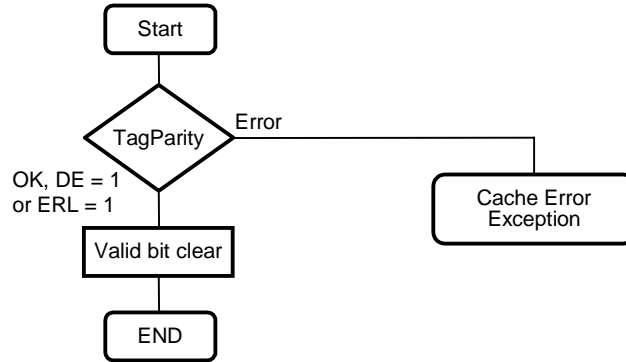 Start
TagParity
Error
OK, DE = 1
or ERL = 1
Cache Error
Exception
Valid bit clear
END